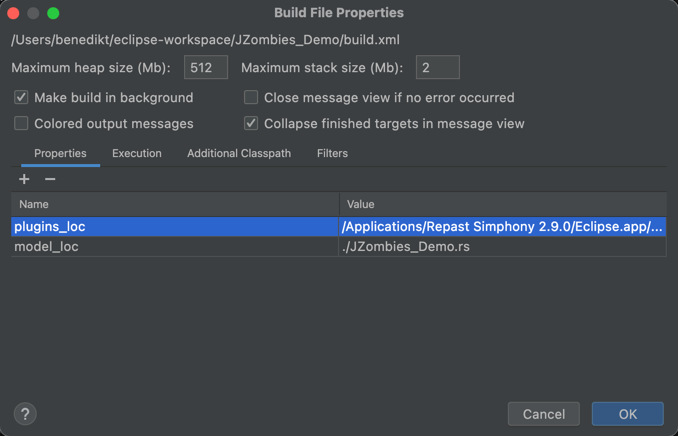 Build File Properties
/Users/benedikt/eclipse-workspace/JZombies_Demo/build.xml
Maximum heap size (Mb): 512 Maximum stack size (Mb): 2
Make build in background Close message view if no error occurred
Colored output messages Collapse finished targets in message view
Properties Execution Additional Classpath Filters
+ −
Name Value
plugins_loc /Applications/Repast Simphony 2.9.0/Eclipse.app/...
model_loc ./JZombies_Demo.rs
? Cancel OK